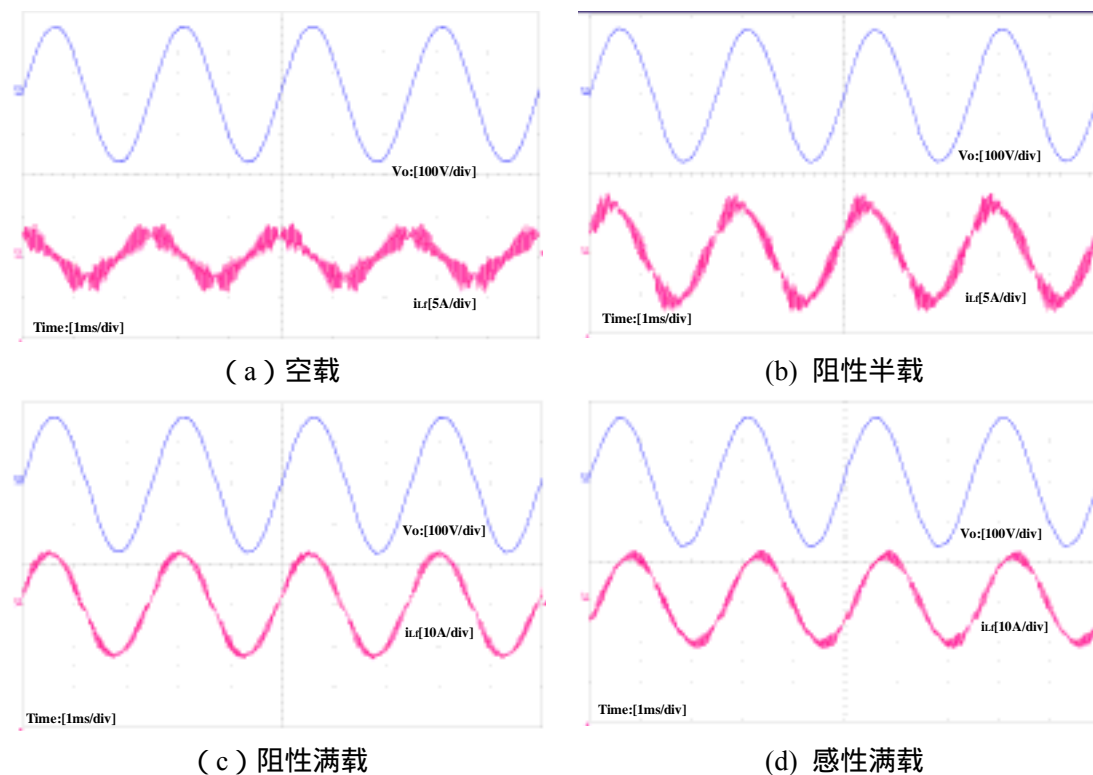 Vo:[100V/div]
iLf[5A/div]
Time:[1ms/div]
（a）空载
Vo:[100V/div]
iLf[5A/div]
Time:[1ms/div]
(b) 阻性半载
Vo:[100V/div]
iLf[10A/div]
Time:[1ms/div]
（c）阻性满载
Vo:[100V/div]
iLf[10A/div]
Time:[1ms/div]
(d) 感性满载